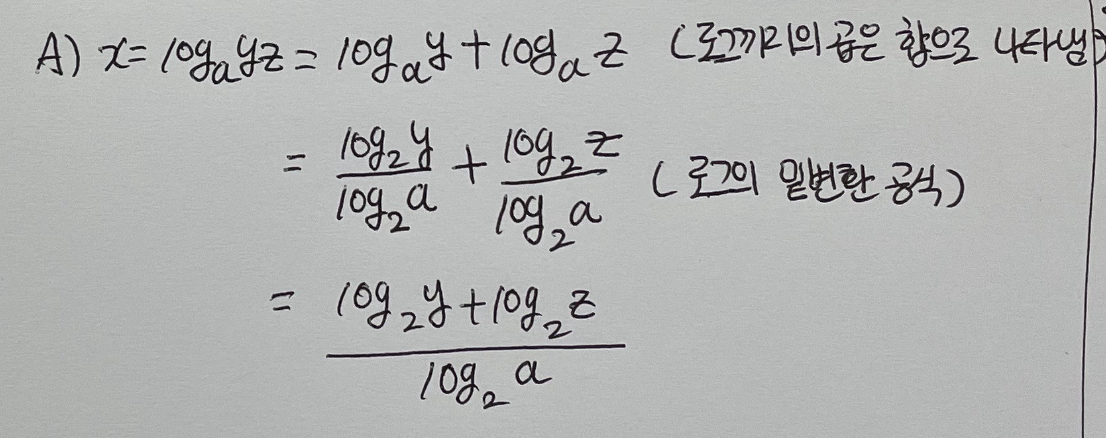 A) x = log_a yz = log_a y + log_a z (로그끼리의 곱은 합으로 나타냄)
= \frac{log_2 y}{log_2 a} + \frac{log_2 z}{log_2 a} (로그의 밑변환 공식)
= \frac{log_2 y + log_2 z}{log_2 a}